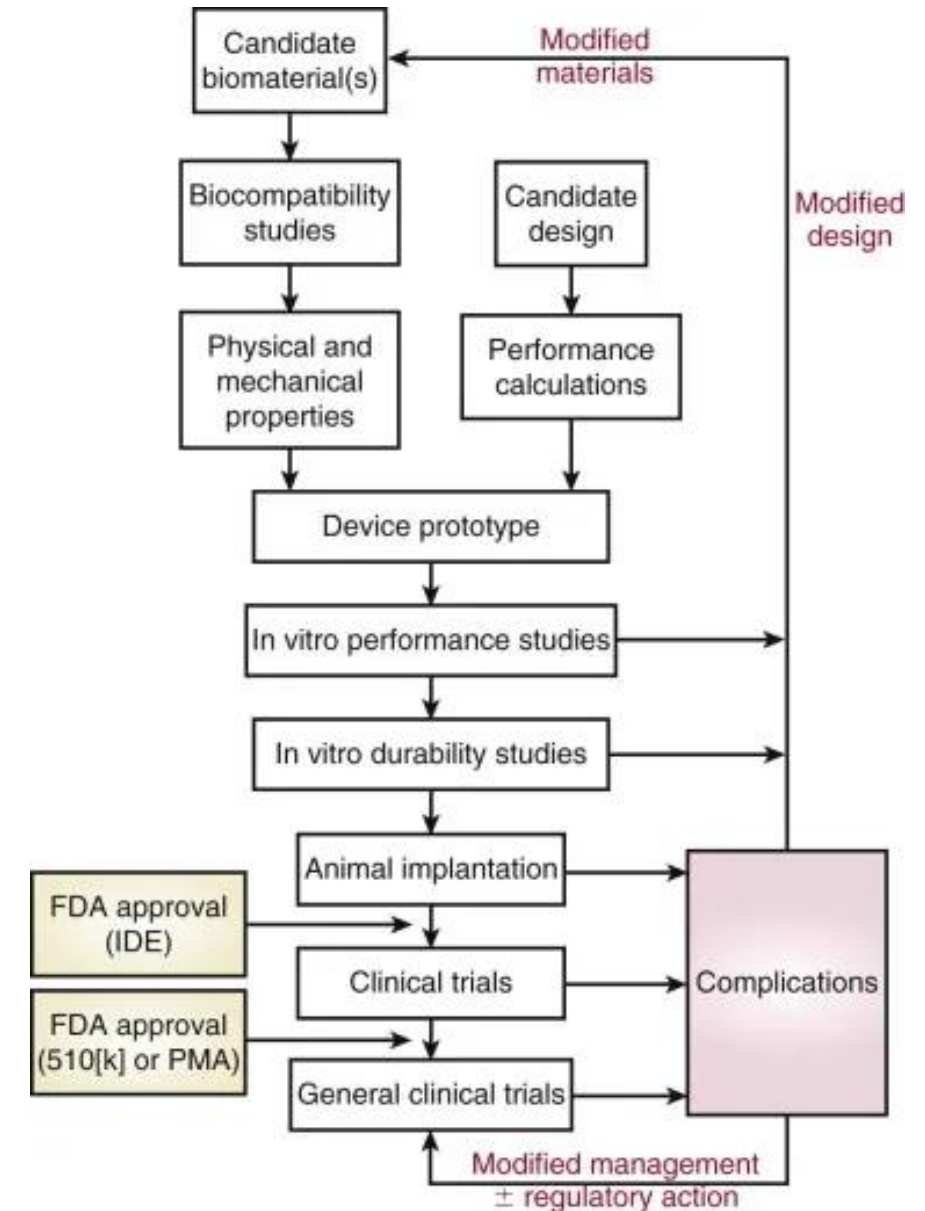 Candidate
biomaterial(s)
Modified
materials
Biocompatibility
studies
Candidate
design
Modified
design
Physical and
mechanical
properties
Performance
calculations
Device prototype
In vitro performance studies
In vitro durability studies
Animal implantation
FDA approval
(IDE)
Clinical trials
Complications
FDA approval
(510[k] or PMA)
General clinical trials
Modified management
± regulatory action